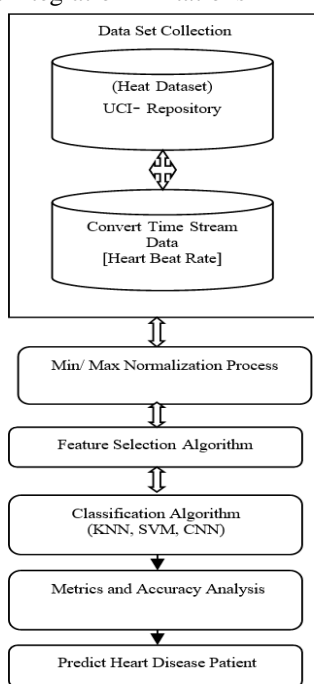 Data Set Collection
(Heat Dataset)
UCI- Repository
Convert Time Stream
Data
[Heart Beat Rate]
Min/ Max Normalization Process
Feature Selection Algorithm
Classification Algorithm
(KNN, SVM, CNN)
Metrics and Accuracy Analysis
Predict Heart Disease Patient